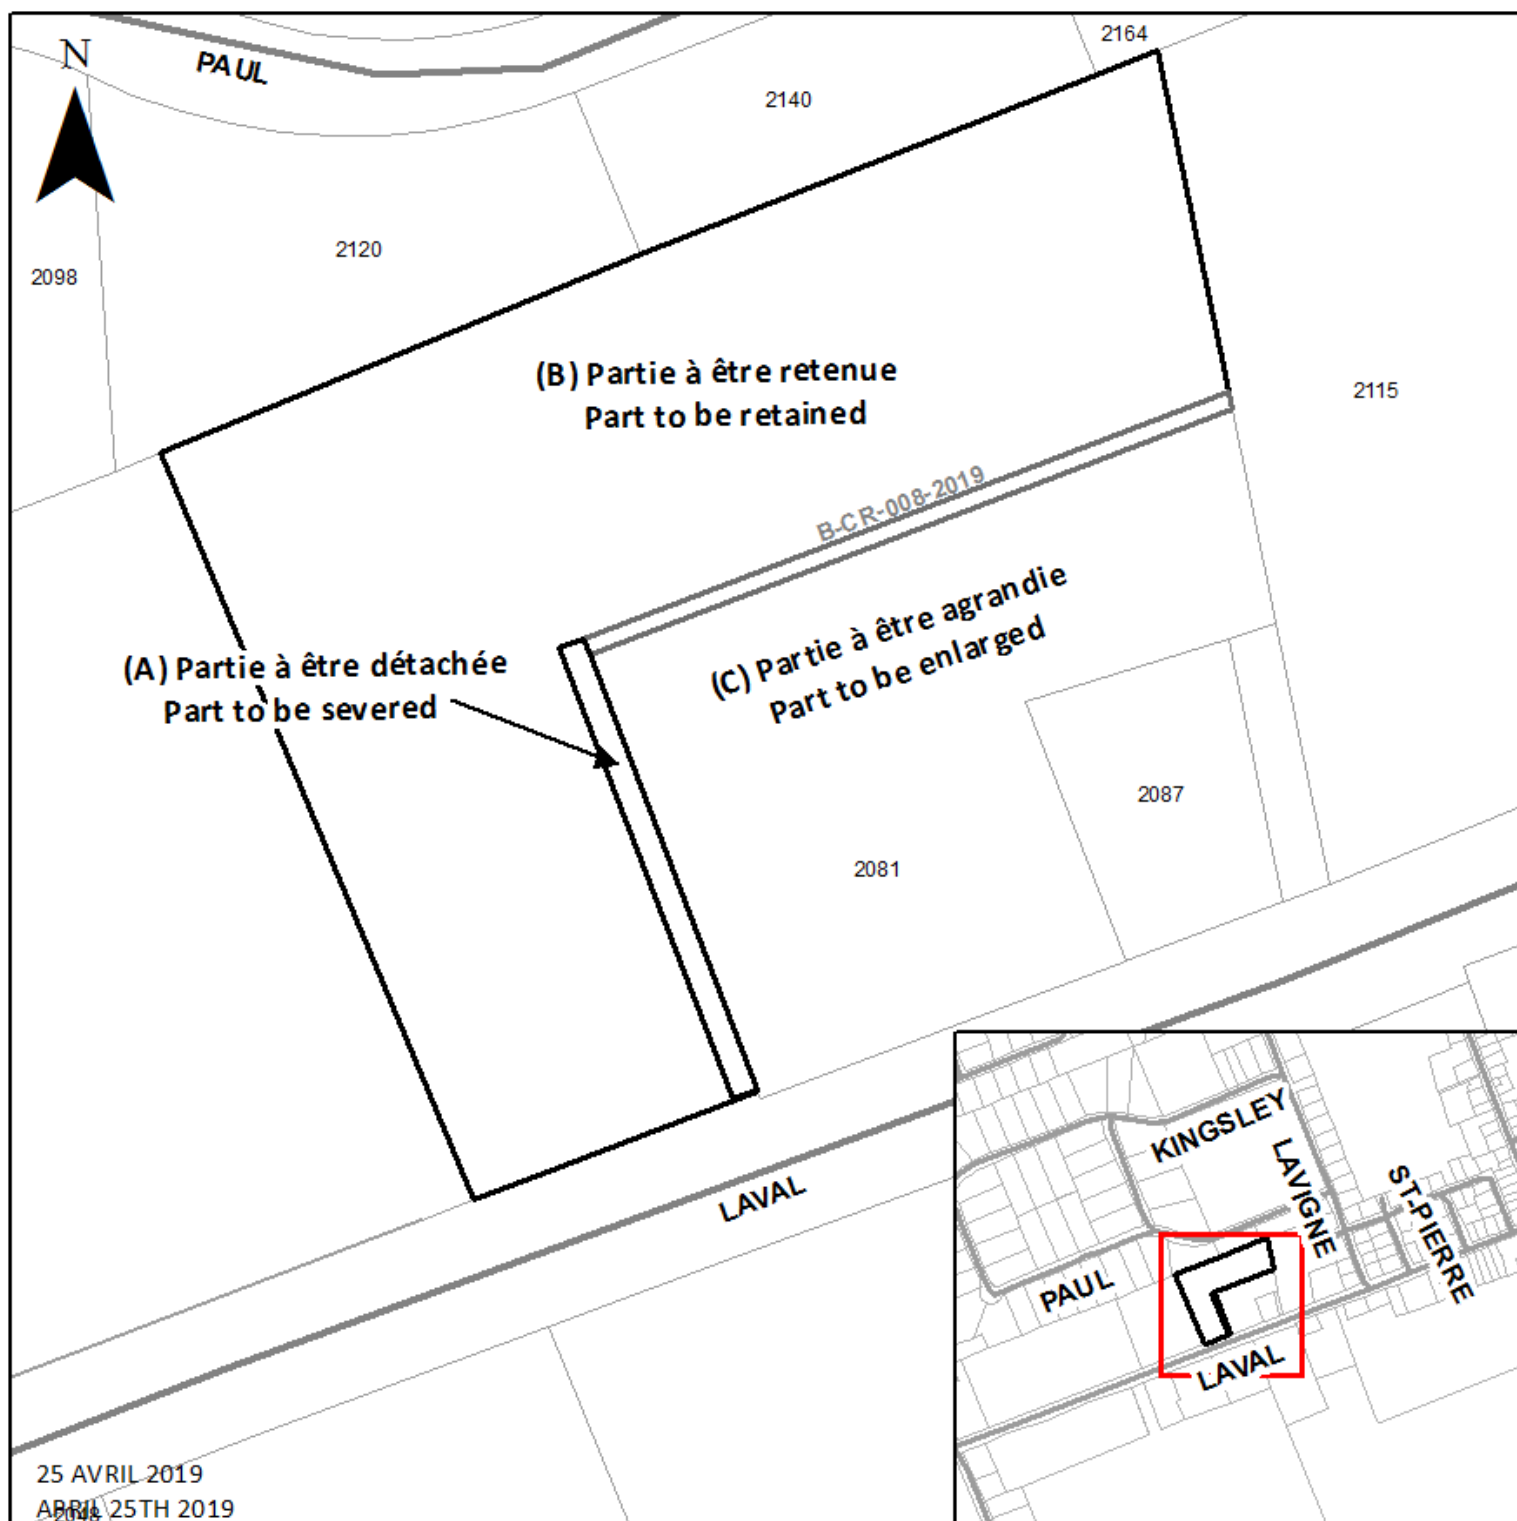 N
PAUL
2164
2140
2120
2098
(B) Partie à être retenue
Part to be retained
2115
B-CR-008-2019
(A) Partie à être détachée
Part to be severed
(C) Partie à être agrandie
Part to be enlarged
2087
2081
LAVAL
KINGSLEY
LAVIGNE
ST-PIERRE
PAUL
LAVAL
25 AVRIL 2019
APRIL 25TH 2019
2048